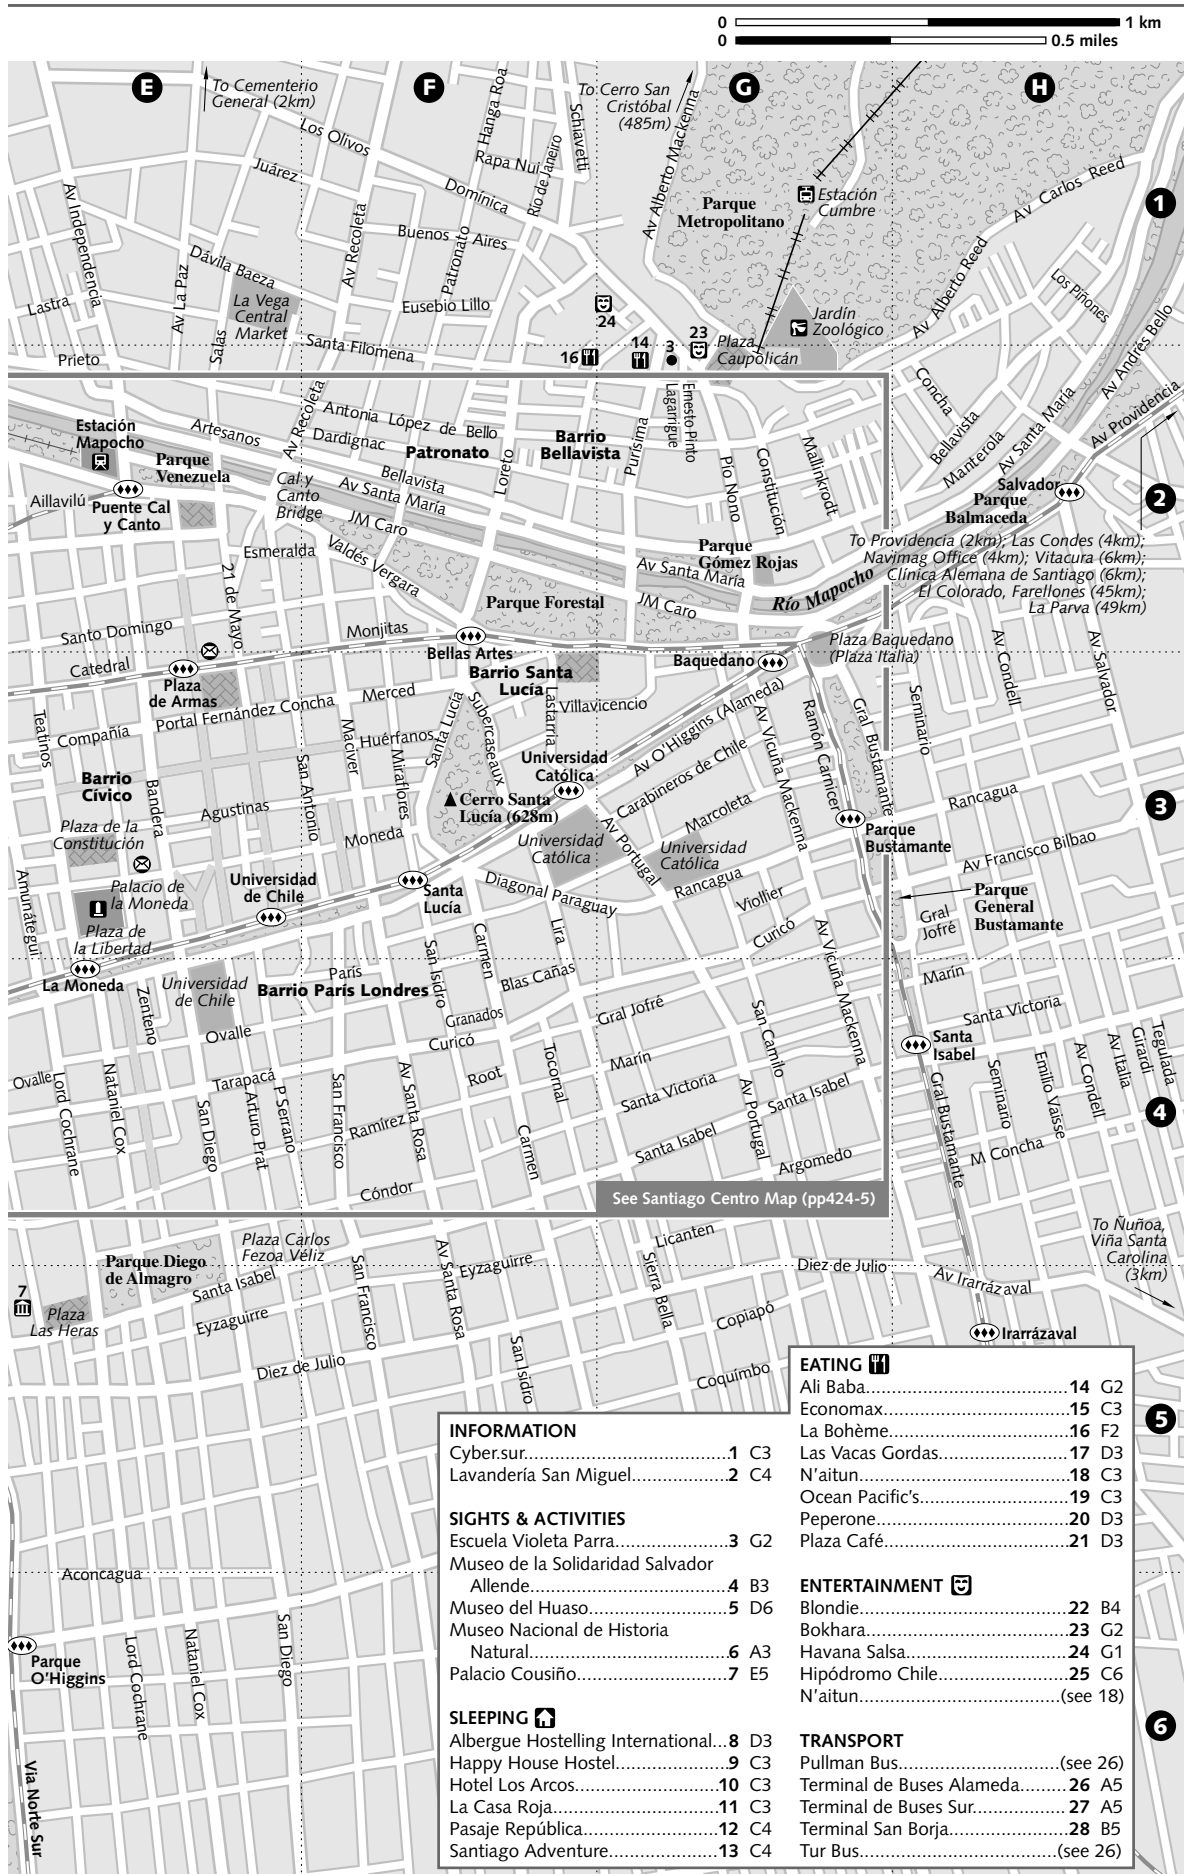 0 1 km
0 0.5 miles
E
F
G
H
To Cementerio
General (2km)
To Cerro San
Cristóbal
(485m)
Los Olivos
Juárez
Hanga Roa
Schiavetti
Rapa Nui
Río de Janeiro
Domínica
Av Alberto Mackenna
Parque
Metropolitano
Estación
Cumbre
Av Carlos Reed
1
Av Independencia
Av Recoleta
Buenos Aires
Patronato
Dávila Baeza
Lastra
Av La Paz
La Vega
Central
Market
Eusebio Lillo
24
Jardín
Zoológico
Av Alberto Reed
Los Piñones
Av Andrés Bello
Prieto
Salas
Santa Filomena
16
14
3
23
Plaza
Caupolicán
Concha
Av Providencia
Estación
Mapocho
Artesanos
Av Recoleta
Antonia López de Bello
Dardignac
Patronato
Barrio
Bellavista
Lagarrigue
Ernesto Pinto
Purísima
Bellavista
Manterola
Av Santa María
Parque
Venezuela
Cal y
Canto
Bridge
Bellavista
Av Santa María
Loreto
Pío Nono
Constitución
Mallinkrodt
Salvador
Parque
Balmaceda
2
Aillavilú
Puente Cal
y Canto
JM Caro
Esmeralda
Valdés Vergara
Parque
Gómez Rojas
Av Santa María
To Providencia (2km); Las Condes (4km);
Navimag Office (4km); Vitacura (6km);
Clínica Alemana de Santiago (6km);
El Colorado, Farellones (45km);
La Parva (49km)
21 de Mayo
Parque Forestal
JM Caro
Río Mapocho
Santo Domingo
Monjitas
Catedral
Bellas Artes
Baquedano
Plaza Baquedano
(Plaza Italia)
Av Condell
Av Salvador
Plaza
de Armas
Barrio Santa
Lucía
Merced
Portal Fernández Concha
Santa Lucía
Subercaseaux
Lastarria
Villavicencio
Av O'Higgins (Alameda)
Av Vicuña Mackenna
Ramón Carnicer
Gral Bustamante
Seminario
Teatinos
Compañía
Maciver
Huérfanos
Miraflores
Universidad
Católica
Carabineros de Chile
Barrio
Cívico
Bandera
San Antonio
Agustinas
Cerro Santa
Lucía (628m)
Marcoleta
Rancagua
3
Plaza de la
Constitución
Moneda
Universidad
Católica
Av Portugal
Universidad
Católica
Parque
Bustamante
Av Francisco Bilbao
Amunátegui
Palacio de
la Moneda
Universidad
de Chile
Santa
Lucía
Diagonal Paraguay
Rancagua
Viollier
Parque
General
Bustamante
Plaza de
la Libertad
Lira
Curicó
Gral
Jofré
La Moneda
Universidad
de Chile
París
Barrio París Londres
San Isidro
Carmen
Blas Cañas
Av Vicuña Mackenna
Marín
Zenteno
Granados
Gral Jofré
San Camilo
Santa Victoria
Ovalle
Curicó
Tocornal
Marín
Santa
Isabel
Av Italia
Girardi
Tegulada
Ovalle
Lord Cochrane
Nataniel Cox
Tarapacá
San Diego
Arturo Prat
P Serrano
San Francisco
Av Santa Rosa
Root
Santa Victoria
Av Portugal
Santa Isabel
Seminario
Emilio Vaisse
Av Condell
4
Ramírez
Carmen
Santa Isabel
Argomedo
Gral Bustamante
M Concha
Cóndor
See Santiago Centro Map (pp424-5)
Licanten
To Ñuñoa,
Viña Santa
Carolina
(3km)
Plaza Carlos
Fezoa Véliz
Parque Diego
de Almagro
Santa Isabel
San Francisco
Av Santa Rosa
Eyzaguirre
Sierra Bella
Diez de Julio
Av Irarrázaval
7
Plaza
Las Heras
Eyzaguirre
Copiapó
Irarrázaval
Diez de Julio
San Isidro
Coquimbo
5
Aconcagua
Parque
O'Higgins
Lord Cochrane
Nataniel Cox
San Diego
Via Norte Sur
6
INFORMATION
Cyber.sur...1 C3
Lavandería San Miguel...2 C4
SIGHTS & ACTIVITIES
Escuela Violeta Parra...3 G2
Museo de la Solidaridad Salvador
Allende...4 B3
Museo del Huaso...5 D6
Museo Nacional de Historia
Natural...6 A3
Palacio Cousiño...7 E5
SLEEPING
Albergue Hostelling International...8 D3
Happy House Hostel...9 C3
Hotel Los Arcos...10 C3
La Casa Roja...11 C3
Pasaje República...12 C4
Santiago Adventure...13 C4
EATING
Ali Baba...14 G2
Economax...15 C3
La Bohème...16 F2
Las Vacas Gordas...17 D3
N'aitun...18 C3
Ocean Pacific's...19 C3
Peperone...20 D3
Plaza Café...21 D3
ENTERTAINMENT
Blondie...22 B4
Bokhara...23 G2
Havana Salsa...24 G1
Hipódromo Chile...25 C6
N'aitun...(see 18)
TRANSPORT
Pullman Bus...(see 26)
Terminal de Buses Alameda...26 A5
Terminal de Buses Sur...27 A5
Terminal San Borja...28 B5
Tur Bus...(see 26)